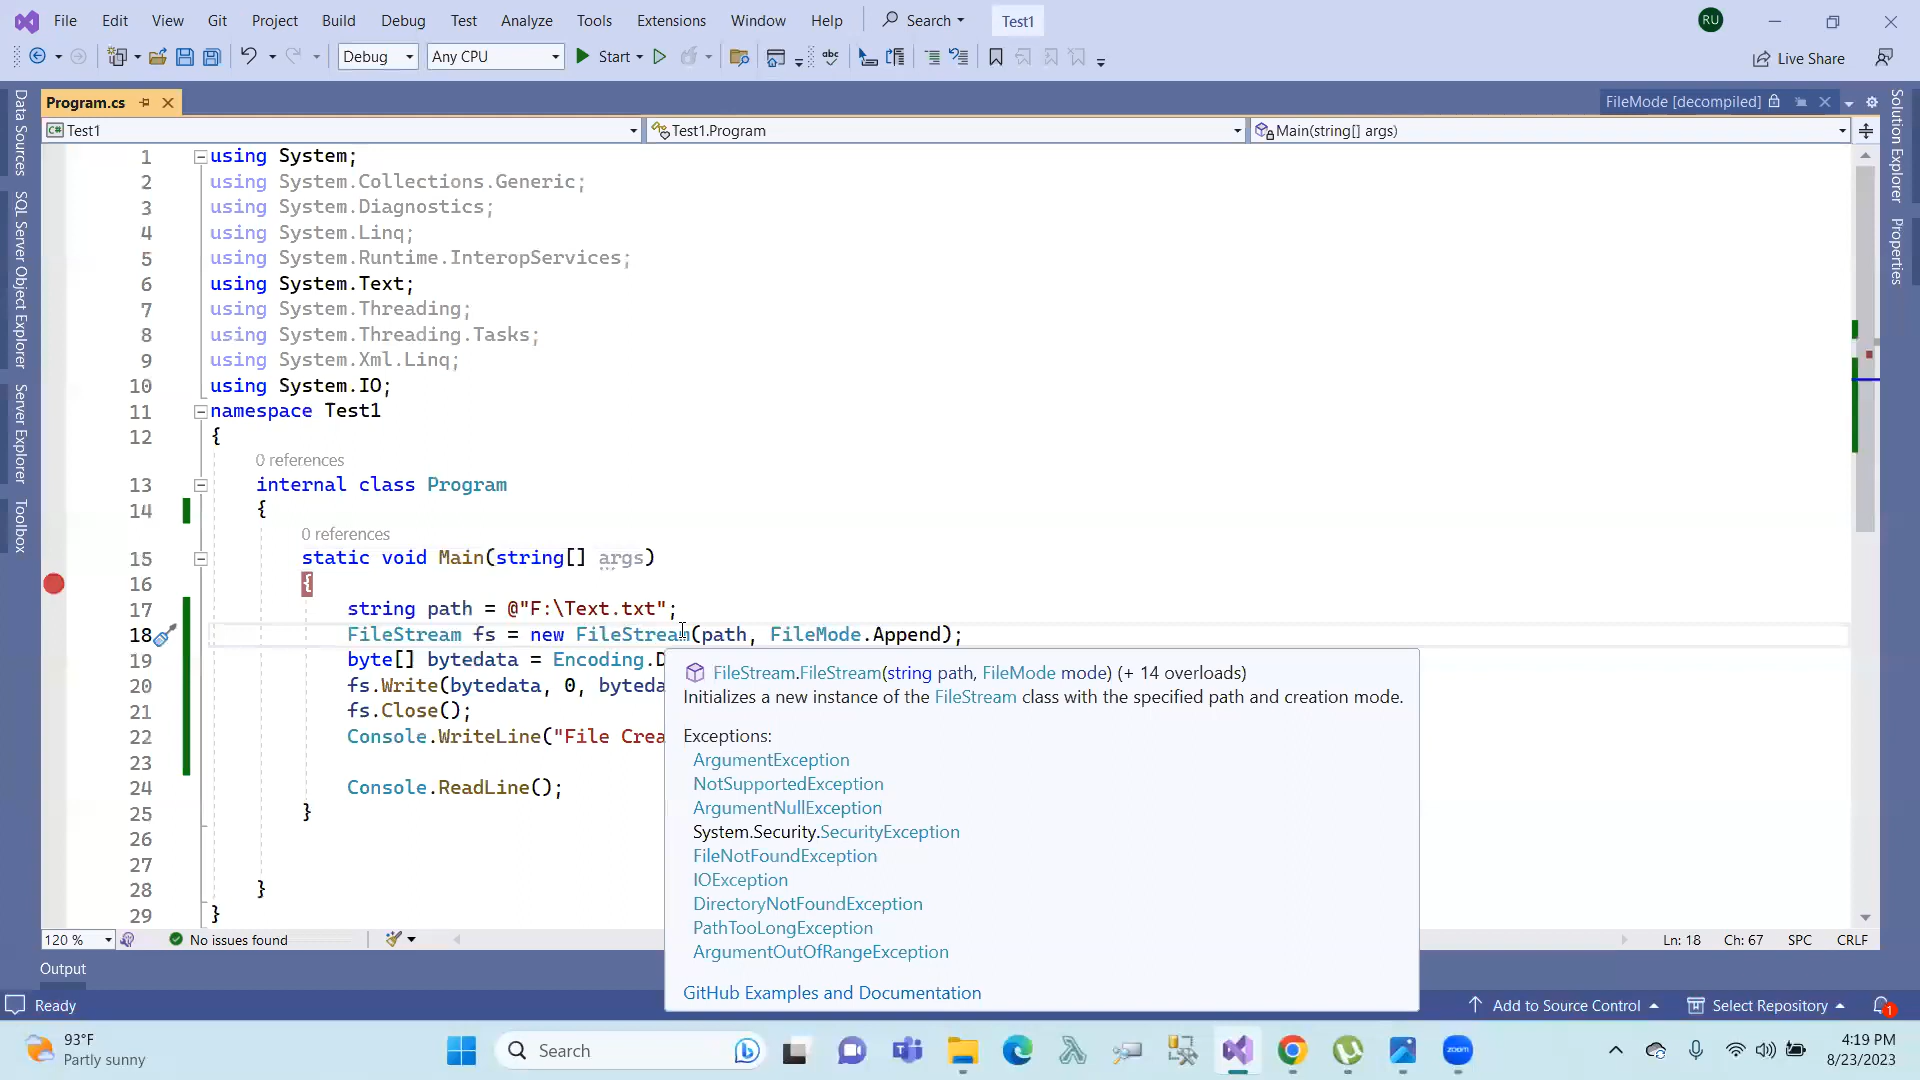 File Edit View Git Project Build Debug Test Analyze Tools Extensions Window Help Search Test1 RU
Debug Any CPU Start abc Live Share
Program.cs FileMode [decompiled]
C# Test1 Test1.Program Main(string[] args)
1 using System;
2 using System.Collections.Generic;
3 using System.Diagnostics;
4 using System.Linq;
5 using System.Runtime.InteropServices;
6 using System.Text;
7 using System.Threading;
8 using System.Threading.Tasks;
9 using System.Xml.Linq;
10 using System.IO;
11 namespace Test1
12 {
0 references
13 internal class Program
14 {
0 references
15 static void Main(string[] args)
16 {
17 string path = @"F:\Text.txt";
18 FileStream fs = new FileStream(path, FileMode.Append);
19 byte[] bytedata = Encoding.D
20 fs.Write(bytedata, 0, byteda
21 fs.Close();
22 Console.WriteLine("File Crea
23
24 Console.ReadLine();
25 }
26
27
28 }
29 }
FileStream.FileStream(string path, FileMode mode) (+ 14 overloads)
Initializes a new instance of the FileStream class with the specified path and creation mode.
Exceptions:
ArgumentException
NotSupportedException
ArgumentNullException
System.Security.SecurityException
FileNotFoundException
IOException
DirectoryNotFoundException
PathTooLongException
ArgumentOutOfRangeException
GitHub Examples and Documentation
Data Sources
SQL Server Object Explorer
Server Explorer
Toolbox
Solution Explorer
Properties
120 % No issues found Ln: 18 Ch: 67 SPC CRLF
Output
Ready Add to Source Control Select Repository 1
93°F
Partly sunny
Search
zoom
4:19 PM
8/23/2023